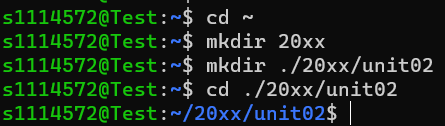 s1114572@Test:~$ cd ~
s1114572@Test:~$ mkdir 20xx
s1114572@Test:~$ mkdir ./20xx/unit02
s1114572@Test:~$ cd ./20xx/unit02
s1114572@Test:~/20xx/unit02$